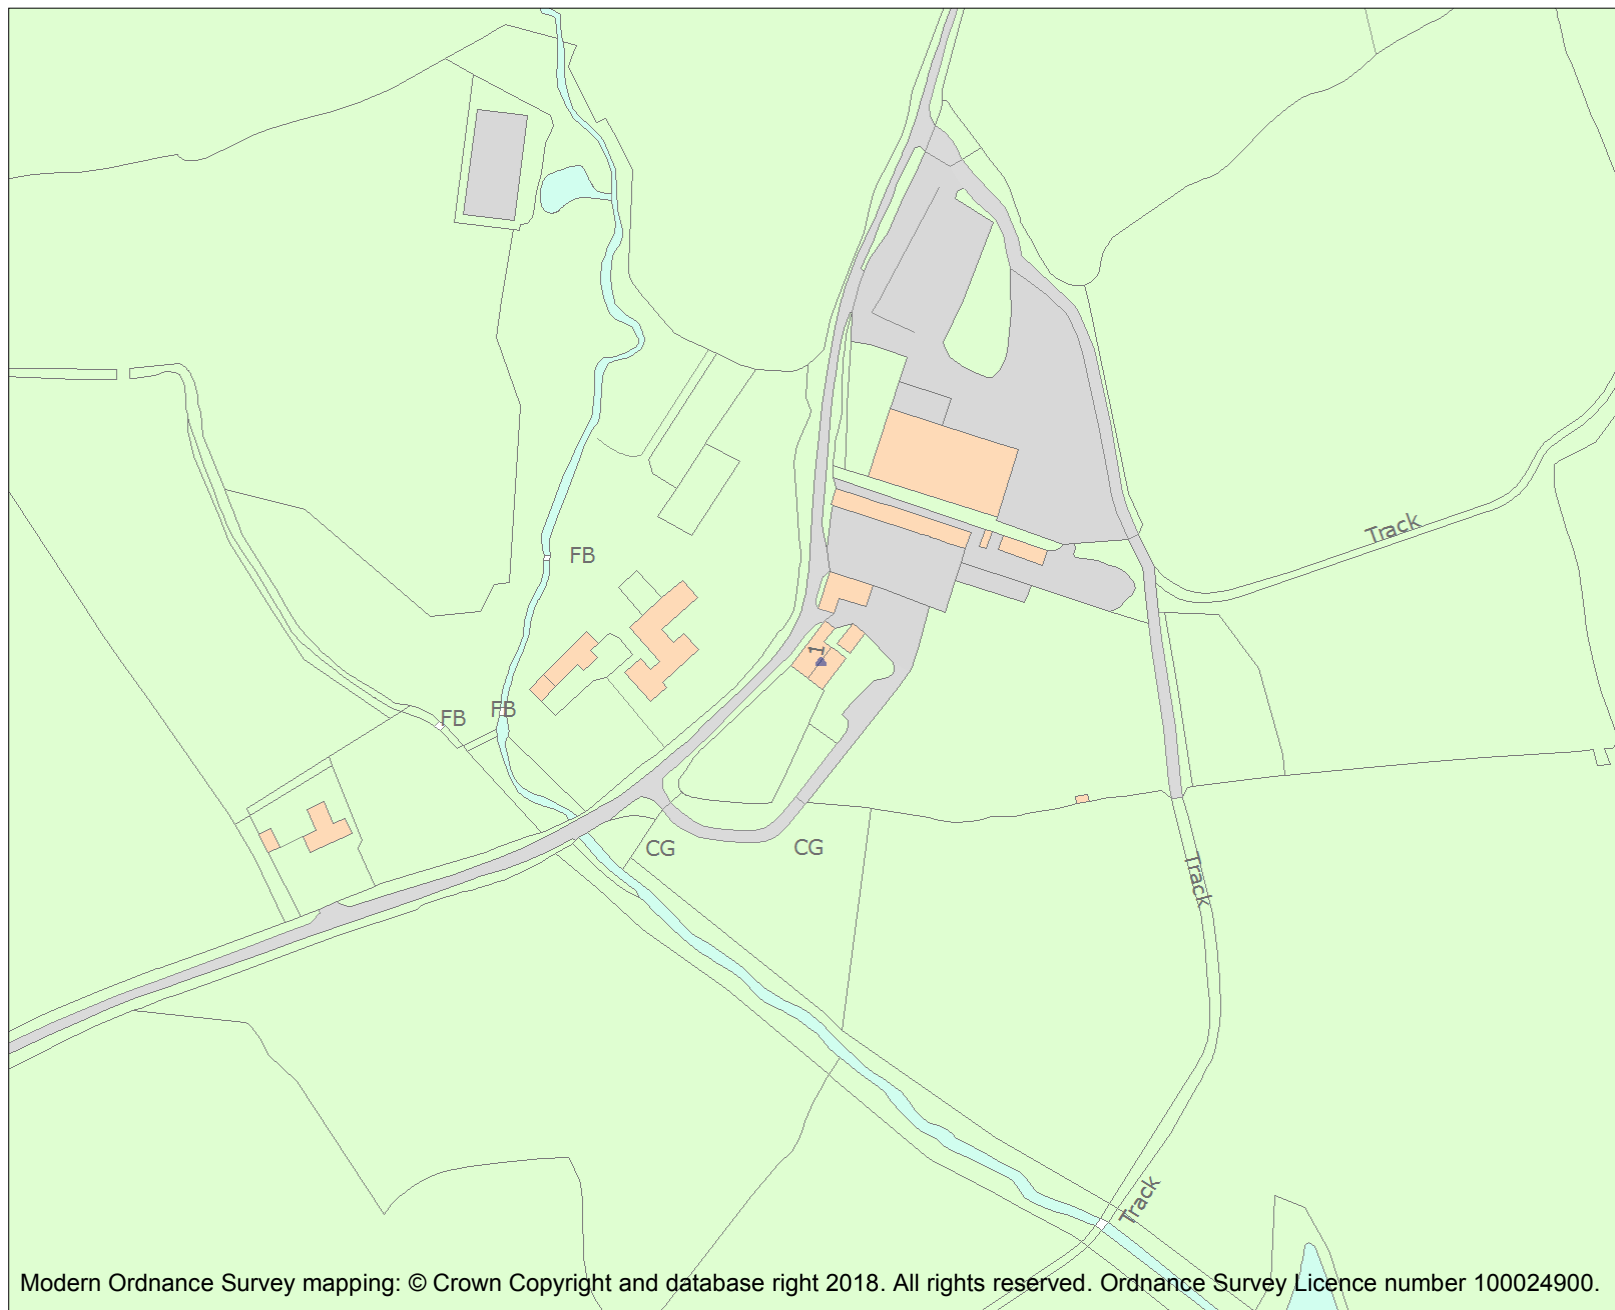 Track
FB
1
FB
FB
CG
CG
Track
Track
Modern Ordnance Survey mapping: © Crown Copyright and database right 2018. All rights reserved. Ordnance Survey Licence number 100024900.